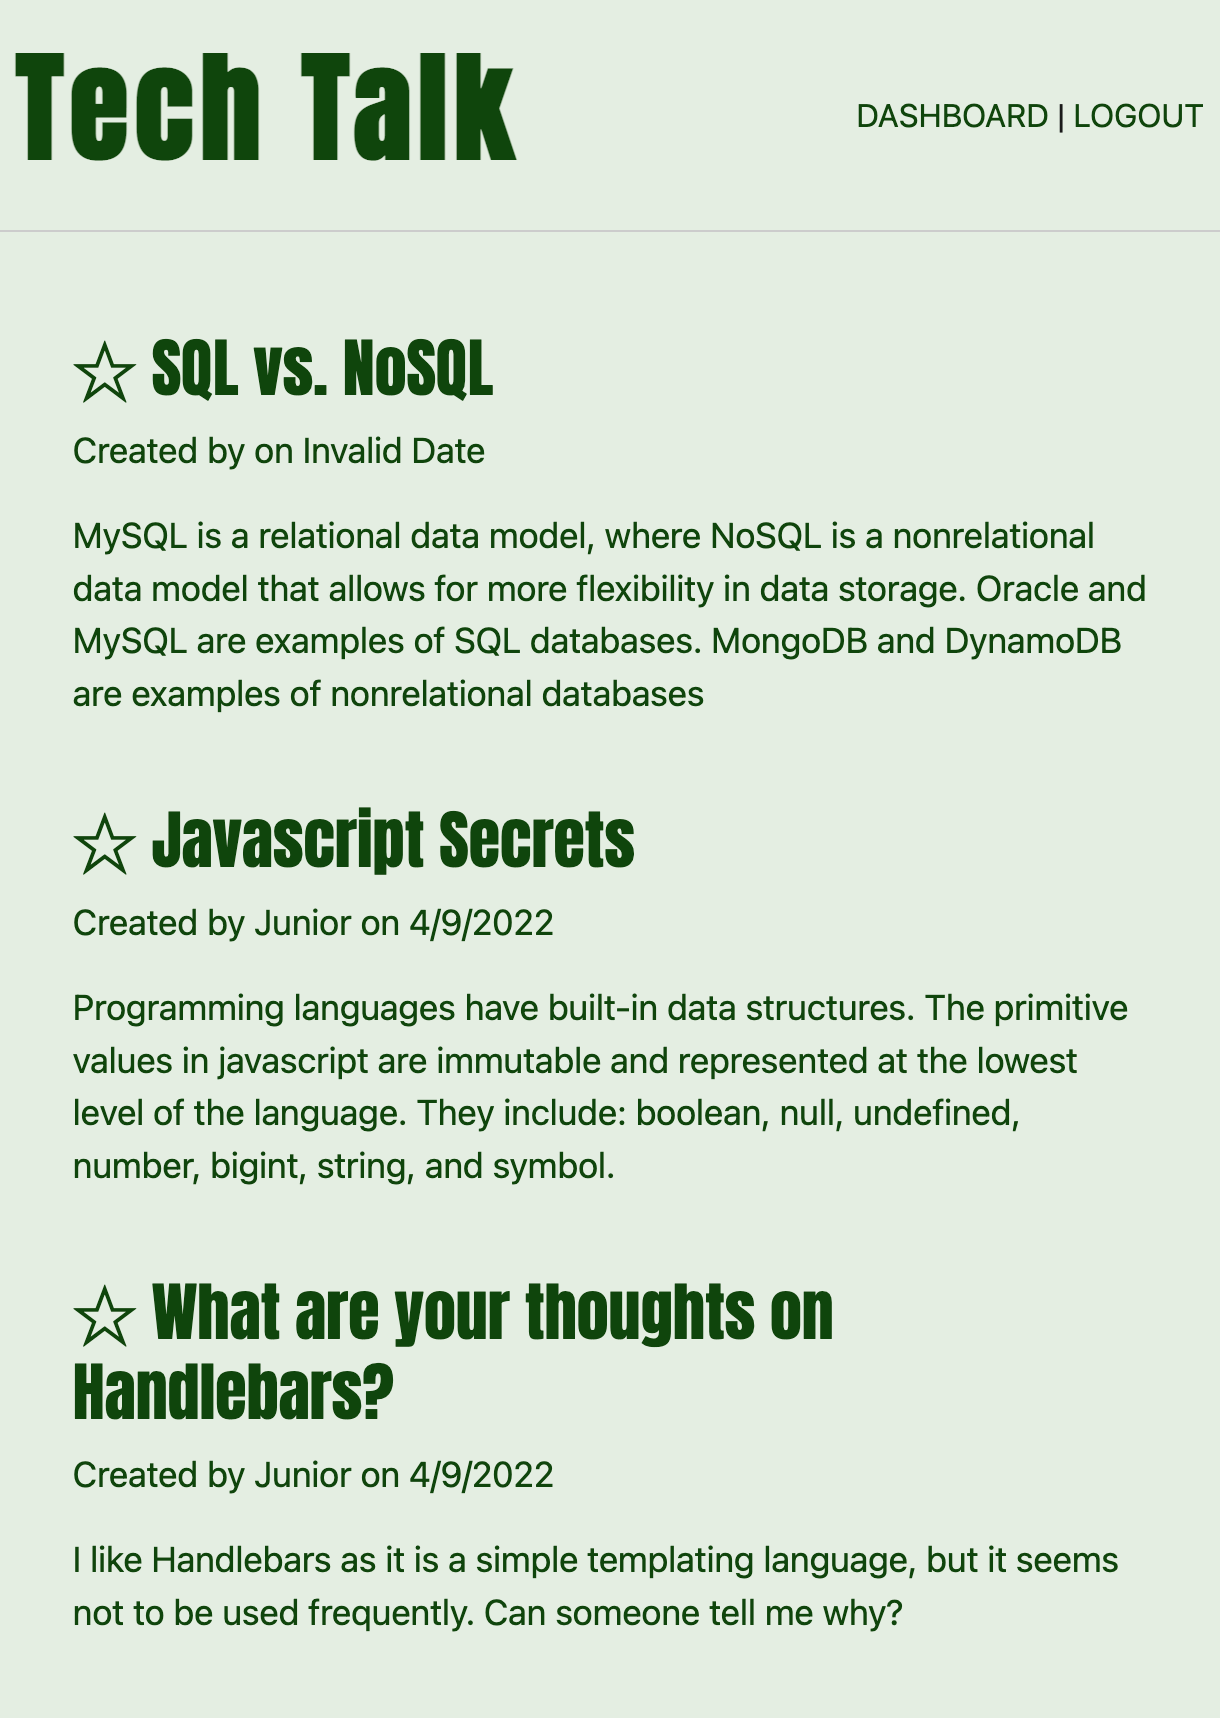 Tech Talk
DASHBOARD | LOGOUT
☆ SQL vs. NoSQL
Created by on Invalid Date
MySQL is a relational data model, where NoSQL is a nonrelational
data model that allows for more flexibility in data storage. Oracle and
MySQL are examples of SQL databases. MongoDB and DynamoDB
are examples of nonrelational databases
☆ Javascript Secrets
Created by Junior on 4/9/2022
Programming languages have built-in data structures. The primitive
values in javascript are immutable and represented at the lowest
level of the language. They include: boolean, null, undefined,
number, bigint, string, and symbol.
☆ What are your thoughts on
Handlebars?
Created by Junior on 4/9/2022
I like Handlebars as it is a simple templating language, but it seems
not to be used frequently. Can someone tell me why?